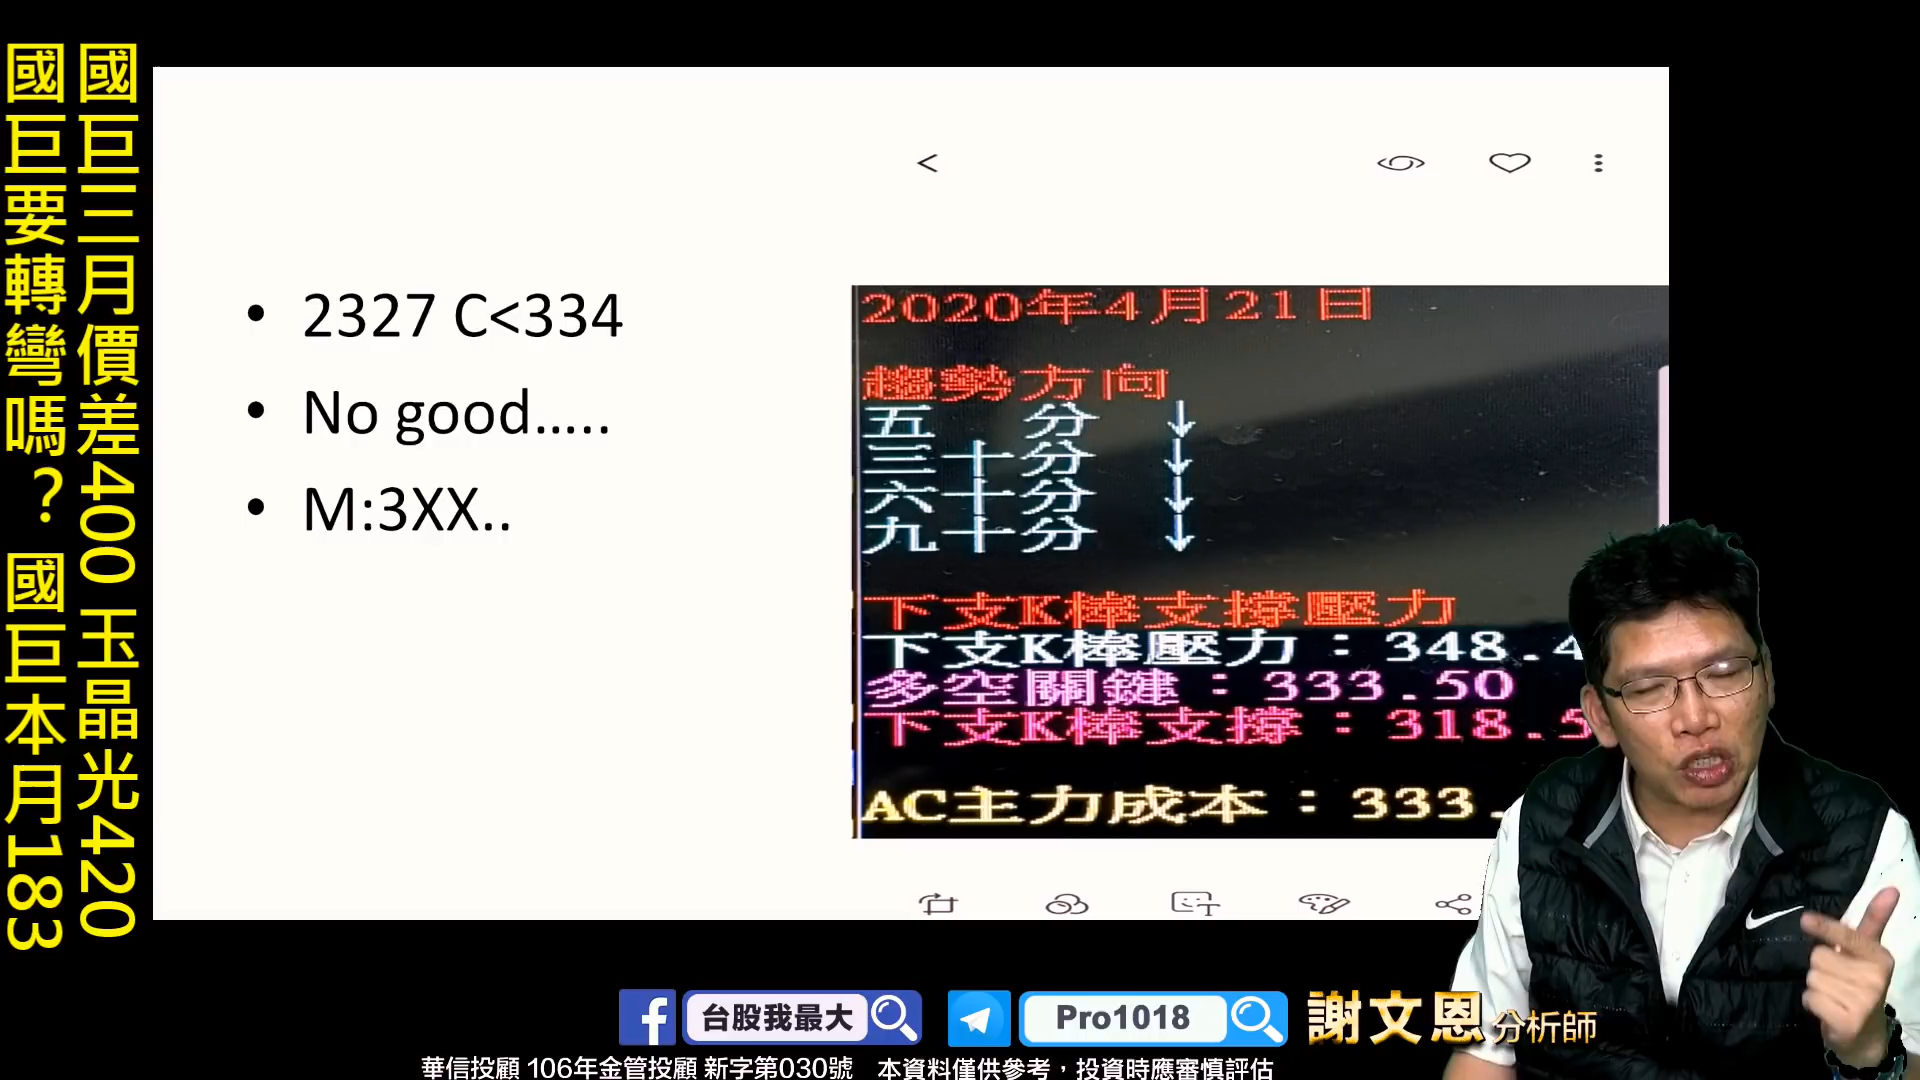 國巨三月價差400 玉晶光420
國巨要轉彎嗎？ 國巨本月183
• 2327 C<334
• No good.....
• M:3XX..
2020年4月21日
趨勢方向
五 分 ↓
三十分 ↓
六十分 ↓
九十分 ↓
下支K棒支撐壓力
下支K棒壓力：348.4
多空關鍵：333.50
下支K棒支撐：318.5
AC主力成本：333.
台股我最大
Pro1018
謝文恩分析師
華信投顧 106年金管投顧 新字第030號 本資料僅供參考，投資時應審慎評估